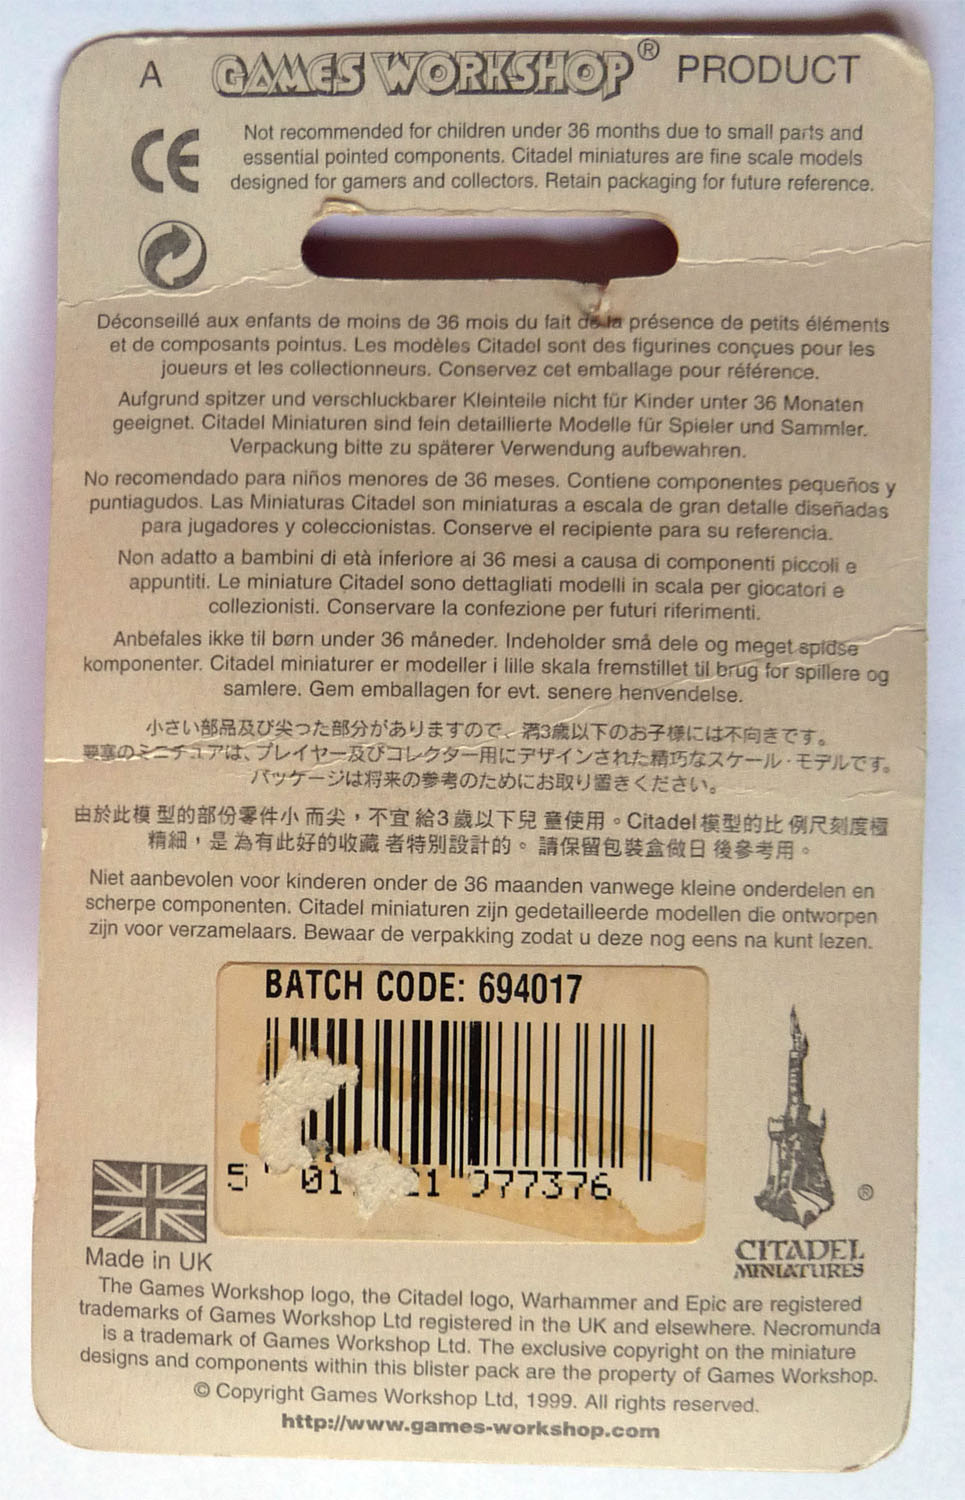 A GAMES WORKSHOP® PRODUCT
CE
Not recommended for children under 36 months due to small parts and
essential pointed components. Citadel miniatures are fine scale models
designed for gamers and collectors. Retain packaging for future reference.
Déconseillé aux enfants de moins de 36 mois du fait de la présence de petits éléments
et de composants pointus. Les modèles Citadel sont des figurines conçues pour les
joueurs et les collectionneurs. Conservez cet emballage pour référence.
Aufgrund spitzer und verschluckbarer Kleinteile nicht für Kinder unter 36 Monaten
geeignet. Citadel Miniaturen sind fein detaillierte Modelle für Spieler und Sammler.
Verpackung bitte zu späterer Verwendung aufbewahren.
No recomendado para niños menores de 36 meses. Contiene componentes pequeños y
puntiagudos. Las Miniaturas Citadel son miniaturas a escala de gran detalle diseñadas
para jugadores y coleccionistas. Conserve el recipiente para su referencia.
Non adatto a bambini di età inferiore ai 36 mesi a causa di componenti piccoli e
appuntiti. Le miniature Citadel sono dettagliati modelli in scala per giocatori e
collezionisti. Conservare la confezione per futuri riferimenti.
Anbefales ikke til børn under 36 måneder. Indeholder små dele og meget spidse
komponenter. Citadel miniaturer er modeller i lille skala fremstillet til brug for spillere og
samlere. Gem emballagen for evt. senere henvendelse.
小さい部品及び尖った部分がありますので、満3歳以下のお子様には不向きです。
要塞のミニチュアは、プレイヤー及びコレクター用にデザインされた精巧なスケール・モデルです。
パッケージは将来の参考のためにお取り置きください。
由於此模型的部份零件小而尖，不宜給3歲以下兒童使用。Citadel模型的比例尺刻度極
精細，是為有此好的收藏者特別設計的。請保留包裝盒做日後參考用。
Niet aanbevolen voor kinderen onder de 36 maanden vanwege kleine onderdelen en
scherpe componenten. Citadel miniaturen zijn gedetailleerde modellen die ontworpen
zijn voor verzamelaars. Bewaar de verpakking zodat u deze nog eens na kunt lezen.
BATCH CODE: 694017
5 01 21 977376
®
CITADEL
MINIATURES
Made in UK
The Games Workshop logo, the Citadel logo, Warhammer and Epic are registered
trademarks of Games Workshop Ltd registered in the UK and elsewhere. Necromunda
is a trademark of Games Workshop Ltd. The exclusive copyright on the miniature
designs and components within this blister pack are the property of Games Workshop.
© Copyright Games Workshop Ltd, 1999. All rights reserved.
http://www.games-workshop.com